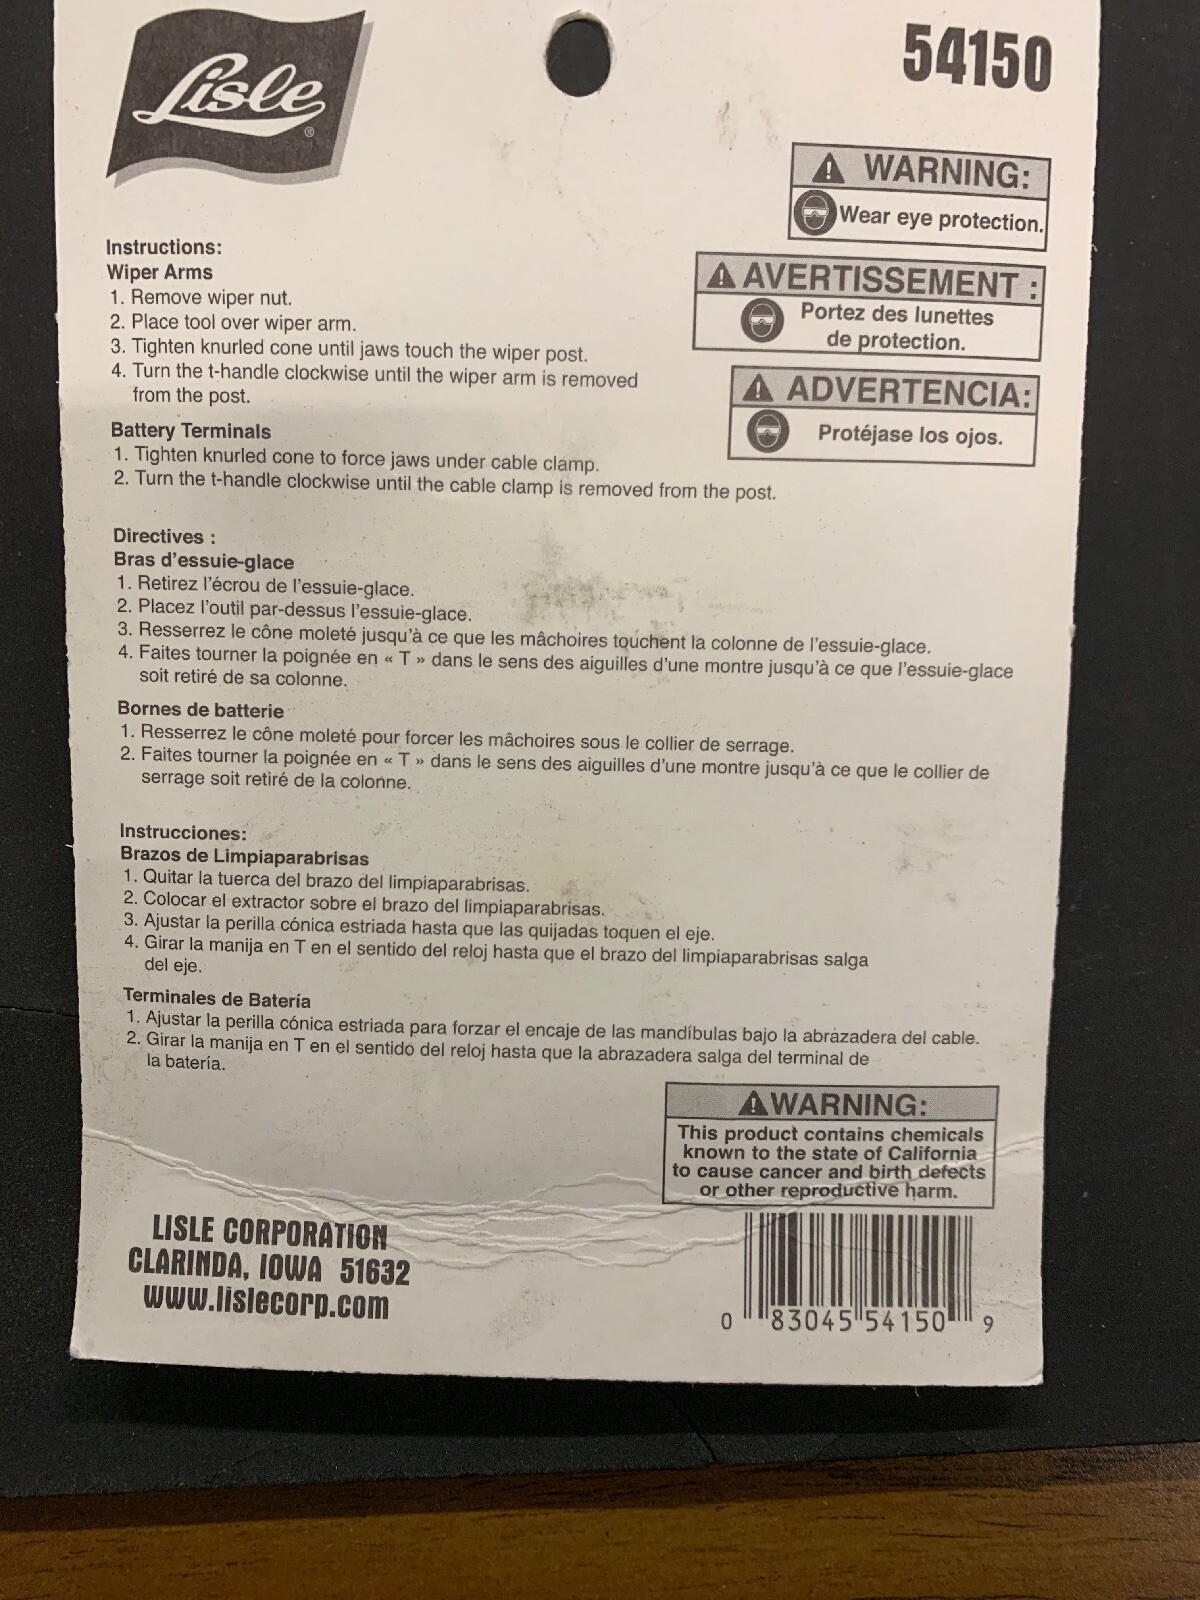 Lisle®
54150
WARNING:
Wear eye protection.
AVERTISSEMENT :
Portez des lunettes
de protection.
ADVERTENCIA:
Protéjase los ojos.
Instructions:
Wiper Arms
1. Remove wiper nut.
2. Place tool over wiper arm.
3. Tighten knurled cone until jaws touch the wiper post.
4. Turn the t-handle clockwise until the wiper arm is removed
from the post.
Battery Terminals
1. Tighten knurled cone to force jaws under cable clamp.
2. Turn the t-handle clockwise until the cable clamp is removed from the post.
Directives :
Bras d'essuie-glace
1. Retirez l'écrou de l'essuie-glace.
2. Placez l'outil par-dessus l'essuie-glace.
3. Resserrez le cône moleté jusqu'à ce que les mâchoires touchent la colonne de l'essuie-glace.
4. Faites tourner la poignée en « T » dans le sens des aiguilles d'une montre jusqu'à ce que l'essuie-glace
soit retiré de sa colonne.
Bornes de batterie
1. Resserrez le cône moleté pour forcer les mâchoires sous le collier de serrage.
2. Faites tourner la poignée en « T » dans le sens des aiguilles d'une montre jusqu'à ce que le collier de
serrage soit retiré de la colonne.
Instrucciones:
Brazos de Limpiaparabrisas
1. Quitar la tuerca del brazo del limpiaparabrisas.
2. Colocar el extractor sobre el brazo del limpiaparabrisas.
3. Ajustar la perilla cónica estriada hasta que las quijadas toquen el eje.
4. Girar la manija en T en el sentido del reloj hasta que el brazo del limpiaparabrisas salga
del eje.
Terminales de Batería
1. Ajustar la perilla cónica estriada para forzar el encaje de las mandíbulas bajo la abrazadera del cable.
2. Girar la manija en T en el sentido del reloj hasta que la abrazadera salga del terminal de
la batería.
WARNING:
This product contains chemicals
known to the state of California
to cause cancer and birth defects
or other reproductive harm.
LISLE CORPORATION
CLARINDA, IOWA 51632
www.lislecorp.com
0 83045 54150 9